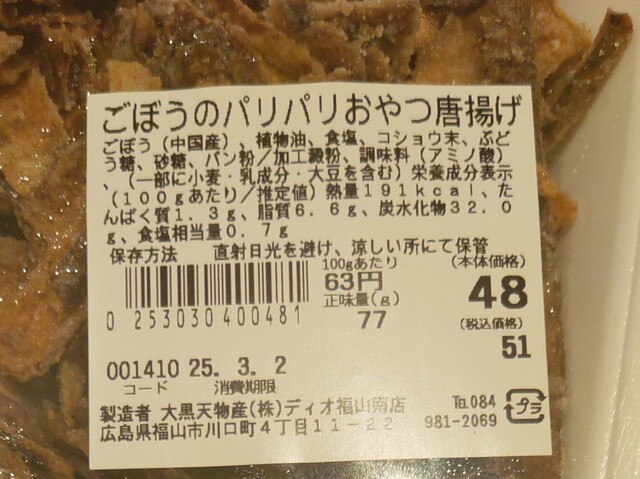 ごぼうのパリパリおやつ唐揚げ
ごぼう(中国産)、植物油、食塩、コショウ末、ぶど
う糖、砂糖、パン粉/加工澱粉、調味料(アミノ酸)
、(一部に小麦・乳成分・大豆を含む)栄養成分表示
(100gあたり/推定値)熱量191kcal、た
んぱく質1.3g、脂質6.6g、炭水化物32.0
g、食塩相当量0.7g
保存方法 直射日光を避け、涼しい所にて保管
100gあたり (本体価格)
63円 48
正味量(g) (税込価格)
77 51
0 253030 400481
001410 25. 3. 2
コード 消費期限
製造者 大黒天物産(株)ディオ福山南店 TEL 084
広島県福山市川口町4丁目11-22 981-2069
プラ